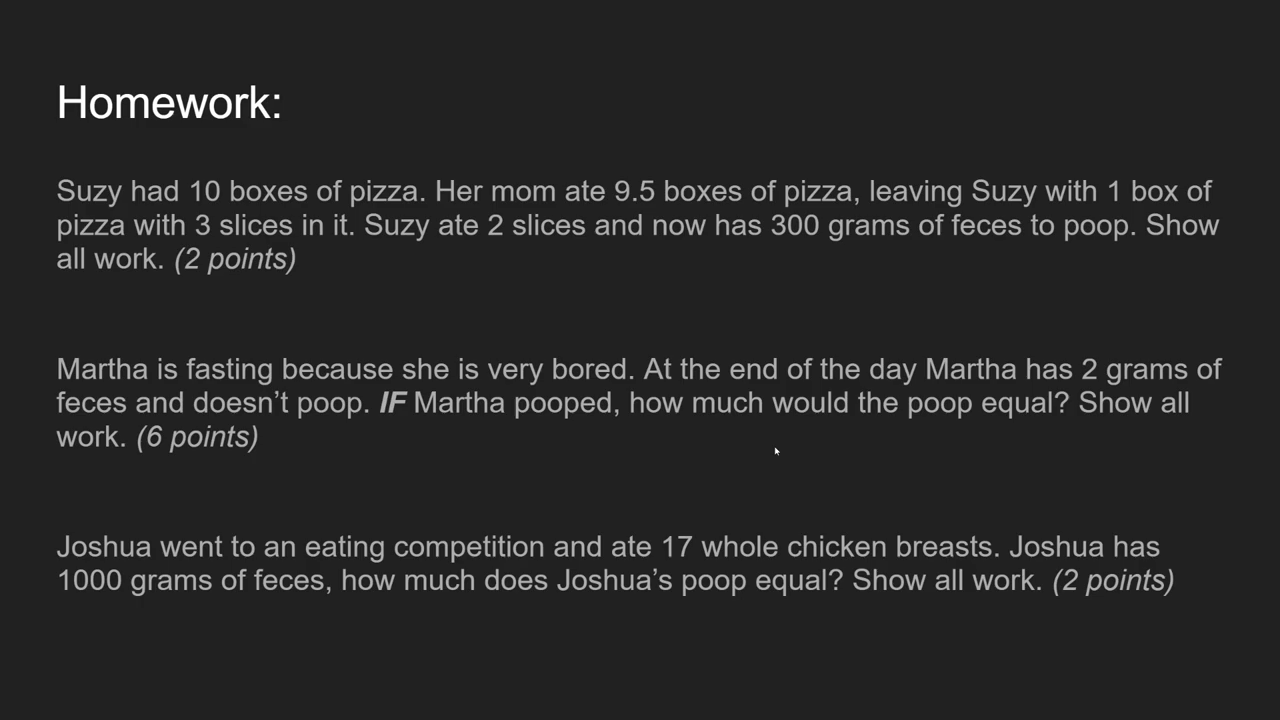 Homework:
Suzy had 10 boxes of pizza. Her mom ate 9.5 boxes of pizza, leaving Suzy with 1 box of
pizza with 3 slices in it. Suzy ate 2 slices and now has 300 grams of feces to poop. Show
all work. (2 points)
Martha is fasting because she is very bored. At the end of the day Martha has 2 grams of
feces and doesn’t poop. IF Martha pooped, how much would the poop equal? Show all
work. (6 points)
Joshua went to an eating competition and ate 17 whole chicken breasts. Joshua has
1000 grams of feces, how much does Joshua’s poop equal? Show all work. (2 points)